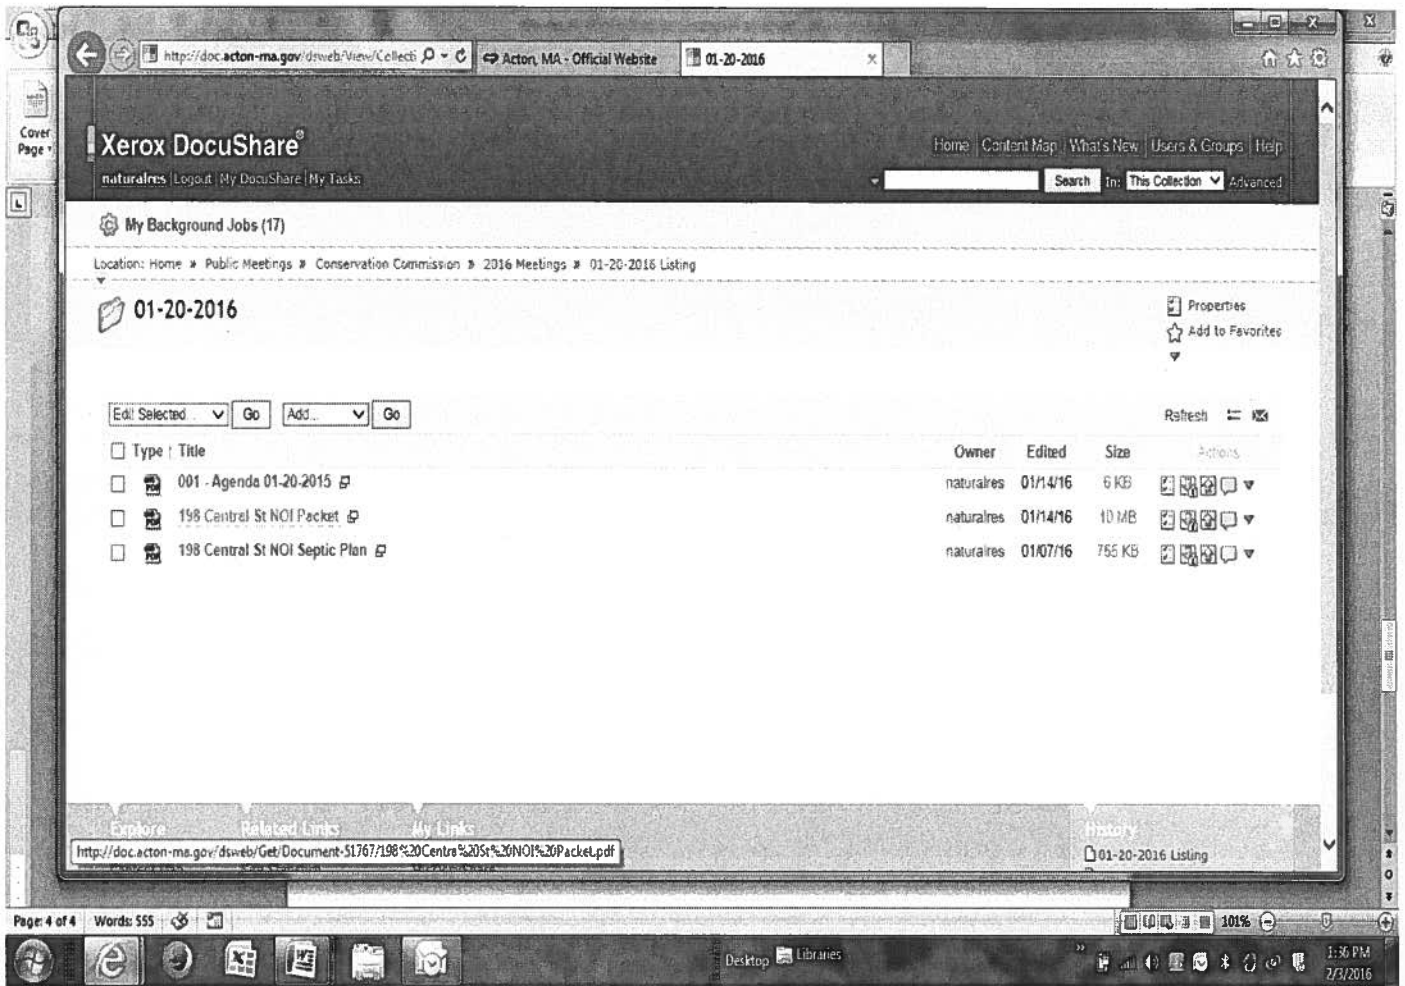 http://doc.acton-ma.gov/dsweb/View/Collecti
Acton, MA - Official Website
01-20-2016
Cover
Page
Xerox DocuShare®
Home | Content Map | What's New | Users & Groups | Help
naturalres | Logout | My DocuShare | My Tasks
Search In: This Collection Advanced
My Background Jobs (17)
Location: Home » Public Meetings » Conservation Commission » 2016 Meetings » 01-20-2016 Listing
01-20-2016
Properties
Add to Favorites
Edit Selected... Go Add... Go
Refresh
Type Title Owner Edited Size Actions
001 - Agenda 01-20-2015 naturalres 01/14/16 6 KB
198 Central St NOI Packet naturalres 01/14/16 10 MB
198 Central St NOI Septic Plan naturalres 01/07/16 755 KB
Explore Related Links My Links History
http://doc.acton-ma.gov/dsweb/Get/Document-51767/198%20Central%20St%20NOI%20Packet.pdf
01-20-2016 Listing
Page: 4 of 4 Words: 555 101%
Desktop Libraries
1:36 PM
2/3/2016